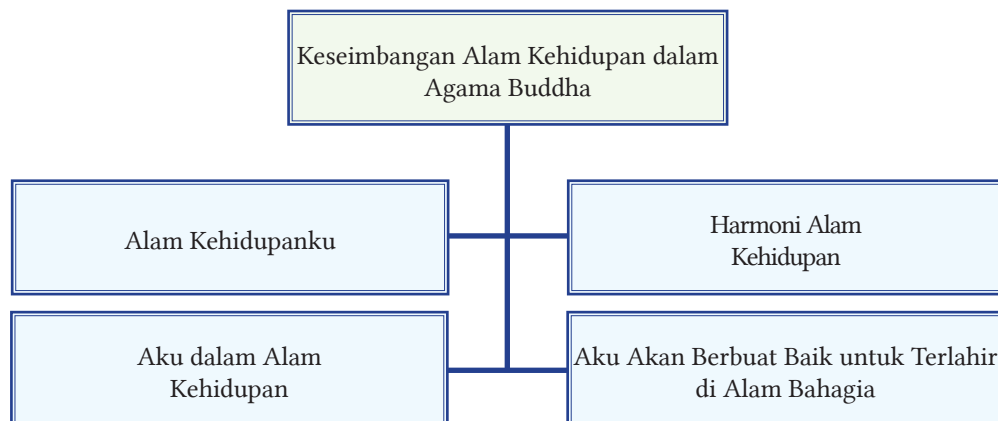 Keseimbangan Alam Kehidupan dalam
Agama Buddha
Alam Kehidupanku
Harmoni Alam
Kehidupan
Aku dalam Alam
Kehidupan
Aku Akan Berbuat Baik untuk Terlahir
di Alam Bahagia